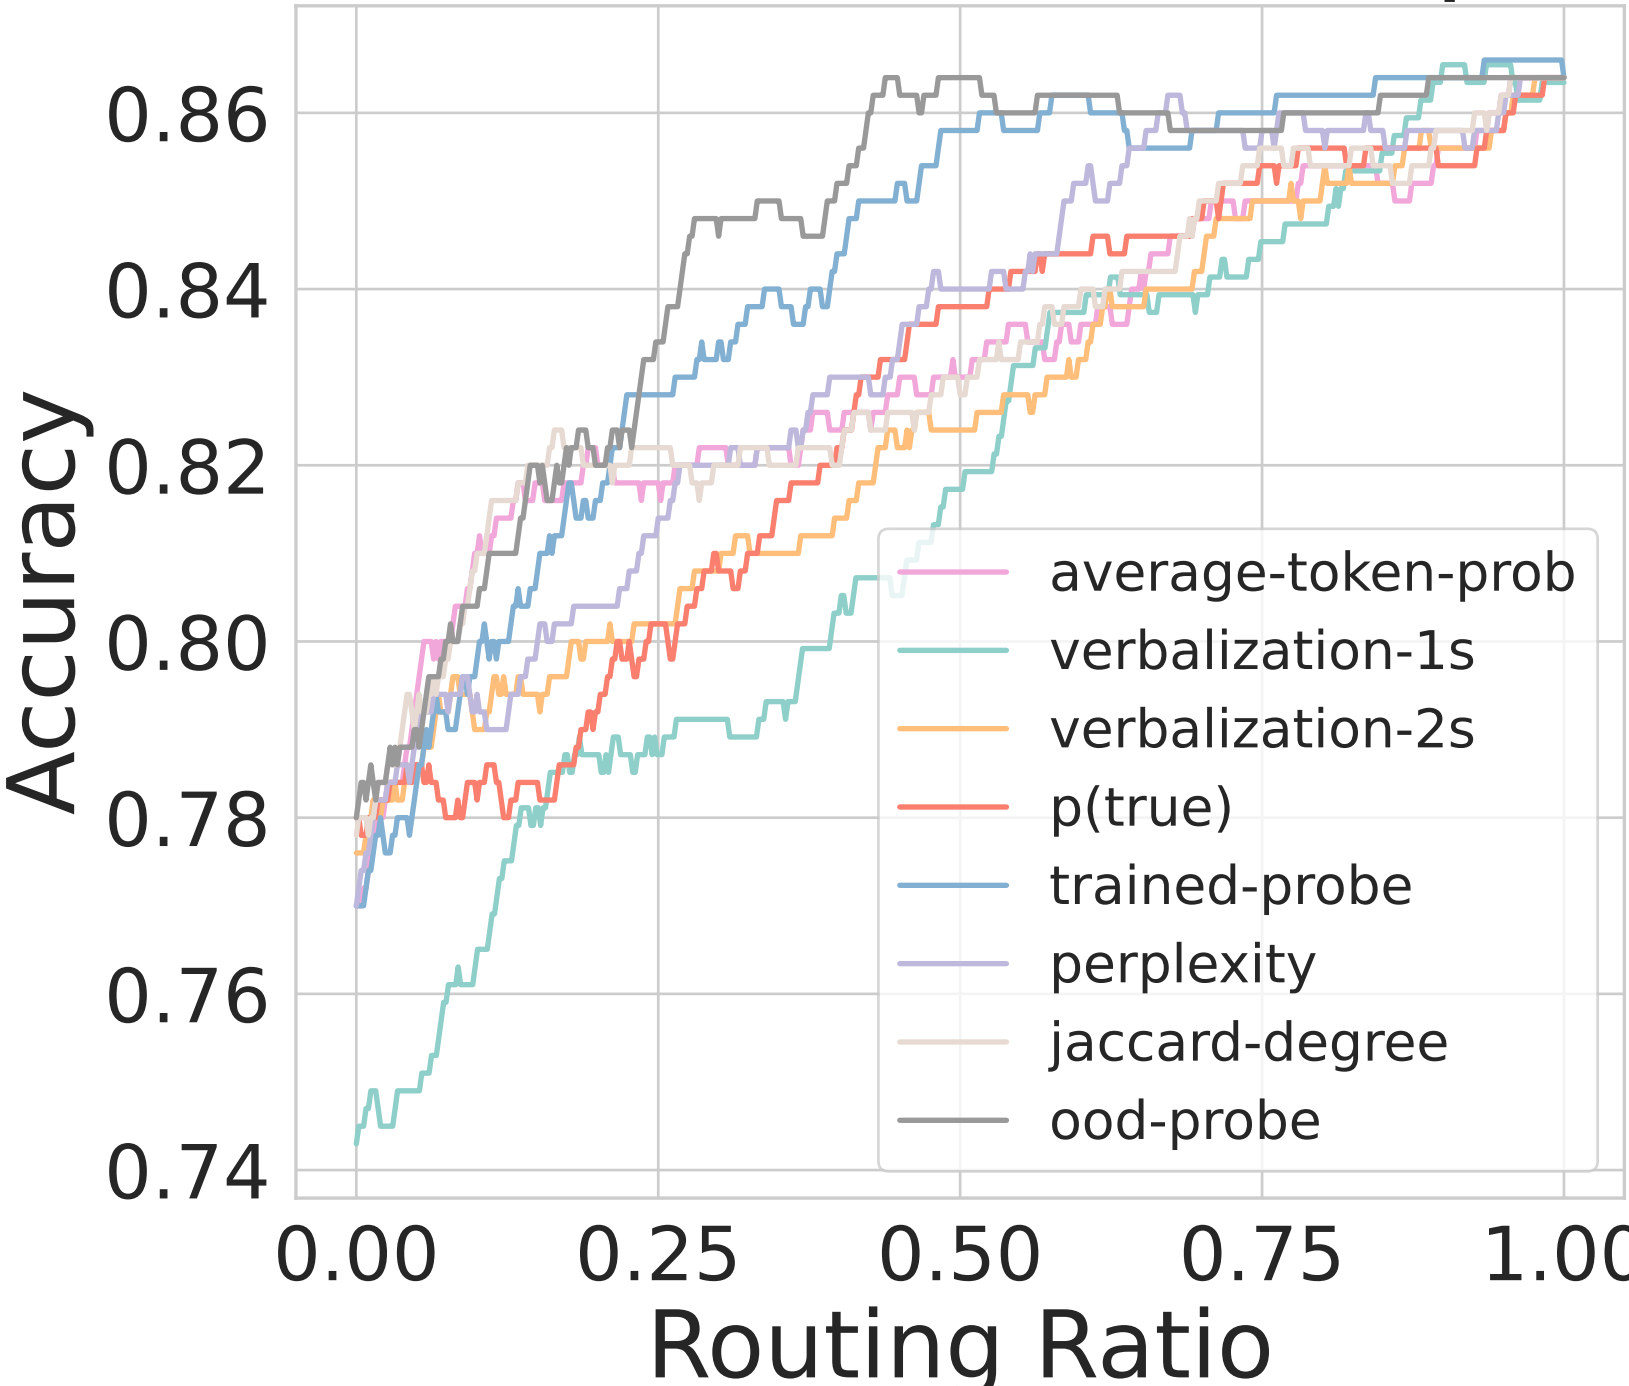 Accuracy
0.86
0.84
0.82
0.80
0.78
0.76
0.74
average-token-prob
verbalization-1s
verbalization-2s
p(true)
trained-probe
perplexity
jaccard-degree
ood-probe
0.00 0.25 0.50 0.75 1.00
Routing Ratio